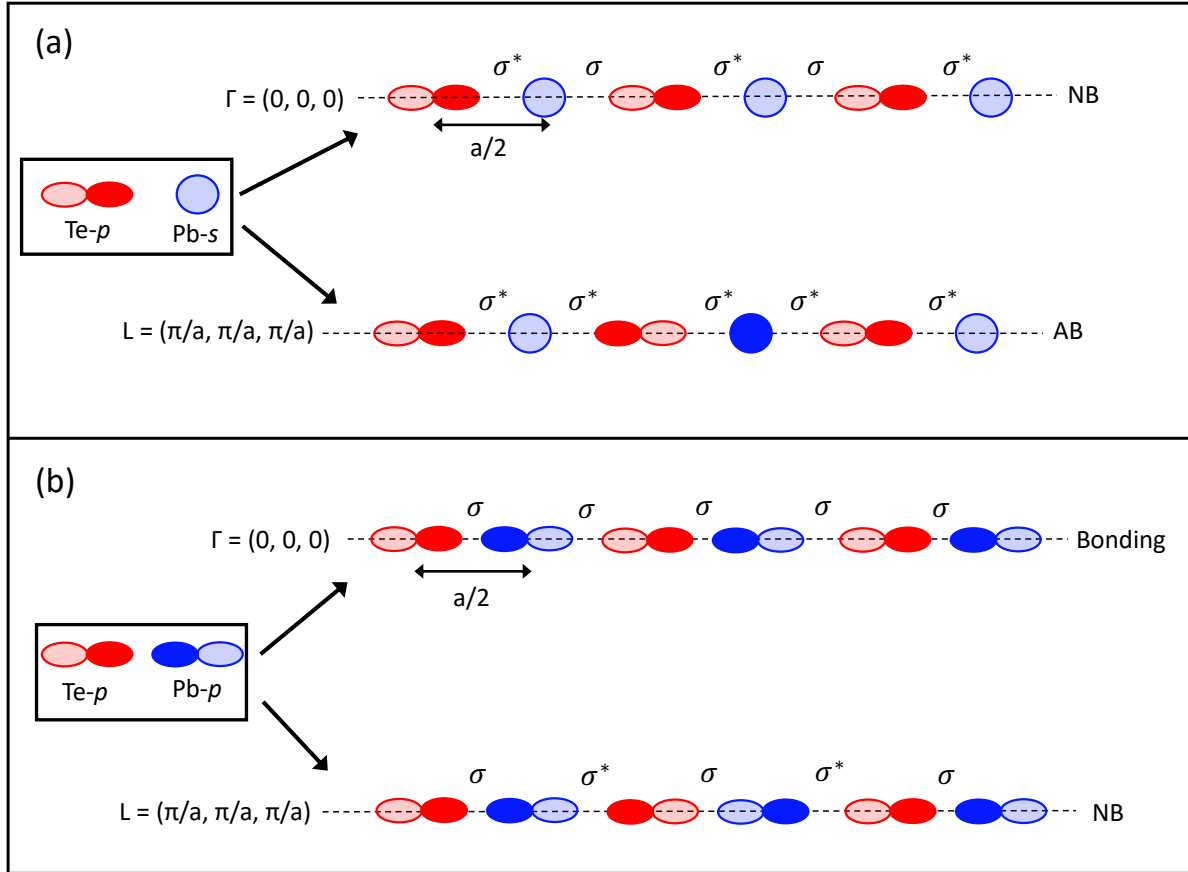 (a)
σ* σ σ* σ σ*
Γ = (0, 0, 0) NB
a/2
Te-p Pb-s
σ* σ* σ* σ* σ*
L = (π/a, π/a, π/a) AB
(b)
σ σ σ σ σ
Γ = (0, 0, 0) Bonding
a/2
Te-p Pb-p
σ σ* σ σ* σ
L = (π/a, π/a, π/a) NB